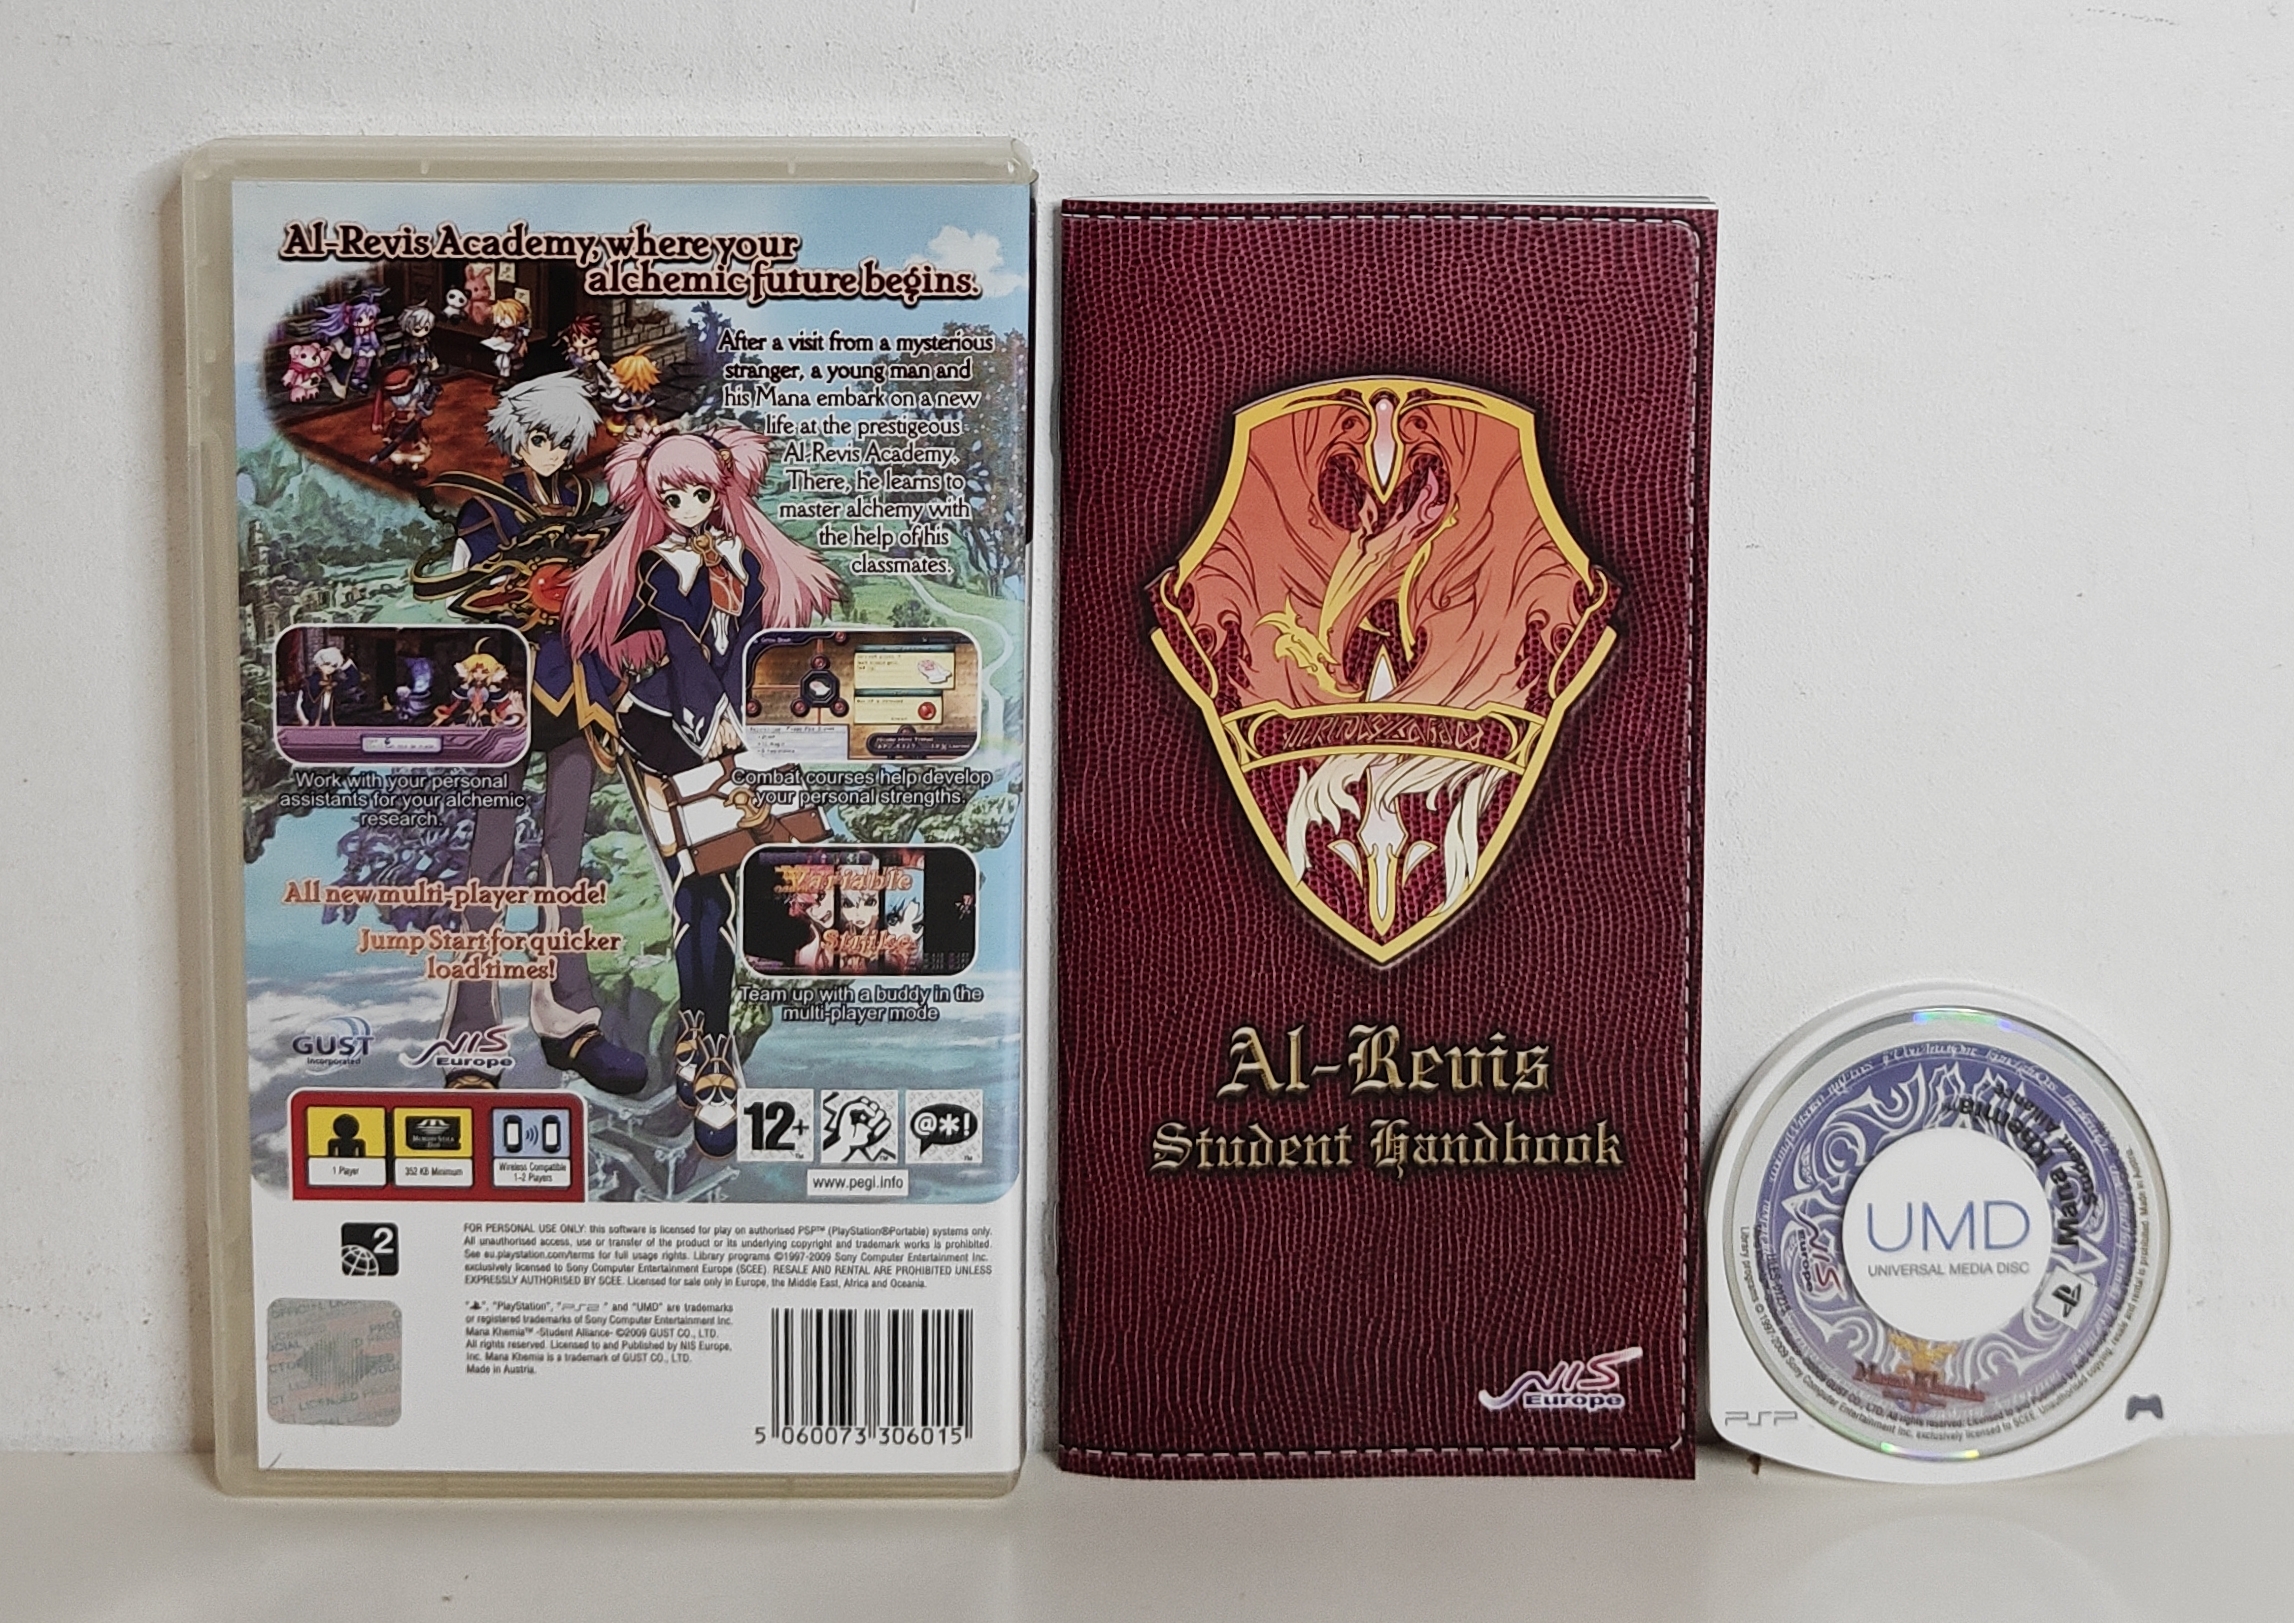 Al-Revis Academy, where your
alchemic future begins.
After a visit from a mysterious
stranger, a young man and
his Mana embark on a new
life at the prestigeous
Al-Revis Academy.
There, he learns to
master alchemy with
the help of his
classmates.
Work with your personal
assistants for your alchemic
research.
Combat courses help develop
your personal strengths.
All new multi-player mode!
Jump Start for quicker
load times!
Variable
Strike
Team up with a buddy in the
multi-player mode
GUST
Incorporated
NIS
Europe
1 Player
352 KB Minimum
Wireless Compatible
1-2 Players
12+
@*!
www.pegi.info
2
FOR PERSONAL USE ONLY: this software is licensed for play on authorised PSP™ (PlayStation®Portable) systems only.
All unauthorised access, use or transfer of the product or its underlying copyright and trademark works is prohibited.
See eu.playstation.com/terms for full usage rights. Library programs ©1997-2009 Sony Computer Entertainment Inc.
exclusively licensed to Sony Computer Entertainment Europe (SCEE). RESALE AND RENTAL ARE PROHIBITED UNLESS
EXPRESSLY AUTHORISED BY SCEE. Licensed for sale only in Europe, the Middle East, Africa and Oceania.
"PlayStation", "PSP" and "UMD" are trademarks
or registered trademarks of Sony Computer Entertainment Inc.
Mana Khemia™ -Student Alliance- ©2009 GUST CO., LTD.
All rights reserved. Licensed to and Published by NIS Europe,
Inc. Mana Khemia is a trademark of GUST CO., LTD.
Made in Austria.
5 060073 306015
Al-Revis
Student Handbook
NIS
Europe
Mana Khemia™
Student Alliance
UMD
UNIVERSAL MEDIA DISC
NIS
Europe
Mana Khemia
PSP